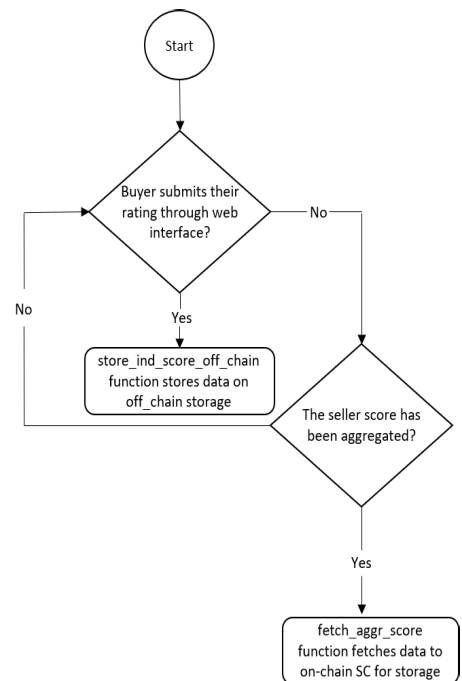 Start
Buyer submits their
rating through web
interface?
No
No
Yes
store_ind_score_off_chain
function stores data on
off_chain storage
The seller score has
been aggregated?
Yes
fetch_aggr_score
function fetches data to
on-chain SC for storage